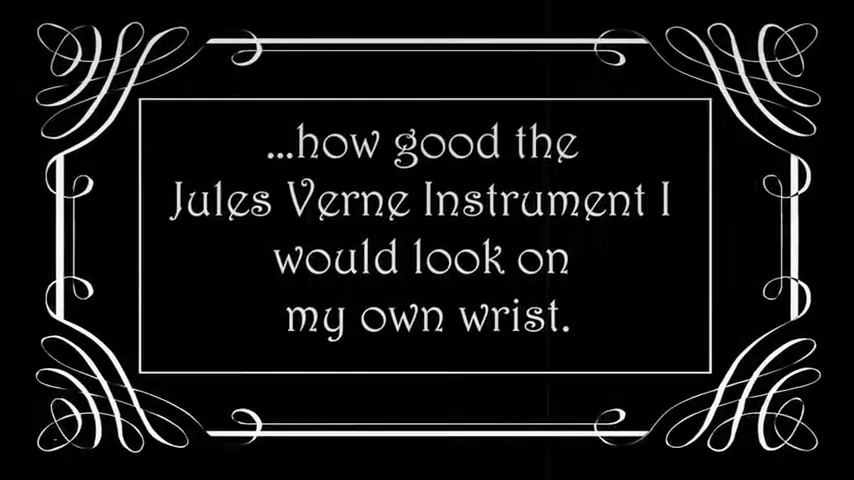 ...how good the
Jules Verne Instrument I
would look on
my own wrist.